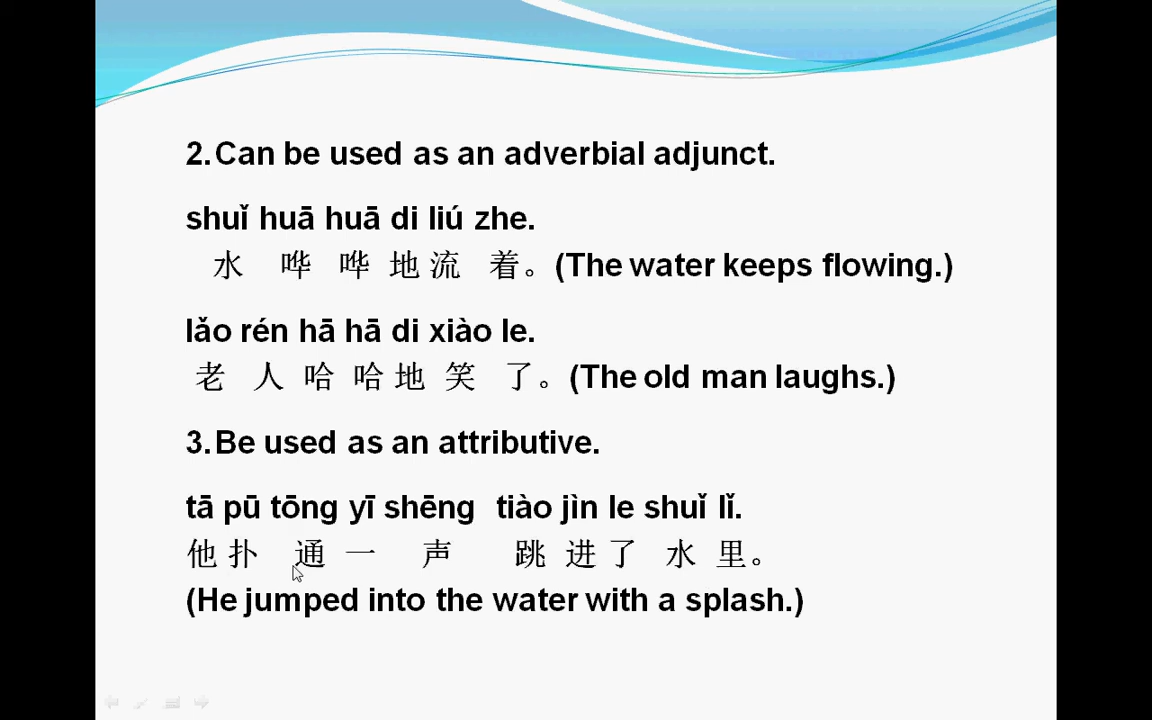 2.Can be used as an adverbial adjunct.
shuǐ huā huā di liú zhe.
水 哗 哗 地 流 着。(The water keeps flowing.)
lǎo rén hā hā di xiào le.
老 人 哈 哈 地 笑 了。(The old man laughs.)
3.Be used as an attributive.
tā pū tōng yī shēng tiào jìn le shuǐ lǐ.
他 扑 通 一 声 跳 进 了 水 里。
(He jumped into the water with a splash.)